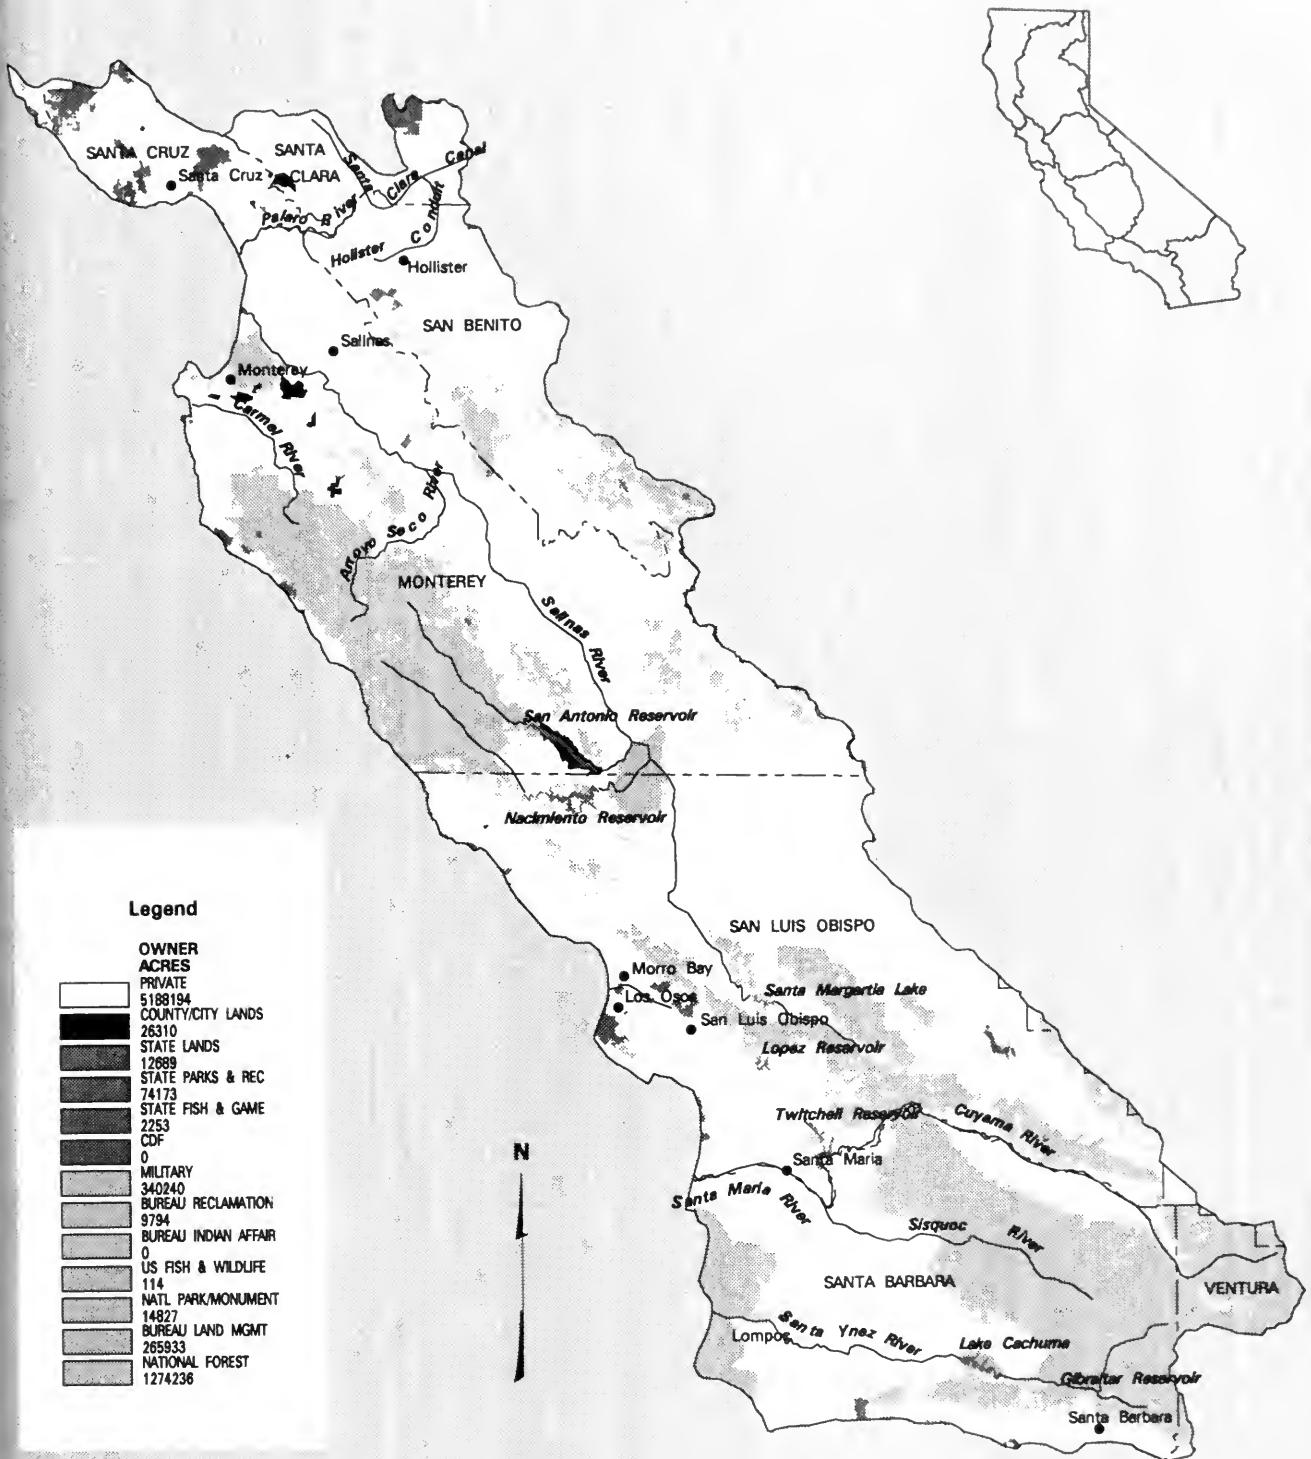 SANTA CRUZ
Santa Cruz
SANTA
CLARA
Santa Clara Canal
Pajaro River
Hollister Conduit
Hollister
SAN BENITO
Salinas
Monterey
Carmel River
Arroyo Seco River
MONTEREY
Salinas River
San Antonio Reservoir
Nacimiento Reservoir
SAN LUIS OBISPO
Morro Bay
Los Osos
San Luis Obispo
Santa Margartia Lake
Lopez Reservoir
Twitchell Reservoir
Cuyama River
Santa Maria
Santa Maria River
Sisquoc River
SANTA BARBARA
VENTURA
Lompoc
Santa Ynez River
Lake Cachuma
Gibraltar Reservoir
Santa Barbara
N
Legend
OWNER
ACRES
PRIVATE
5188194
COUNTY/CITY LANDS
26310
STATE LANDS
12689
STATE PARKS & REC
74173
STATE FISH & GAME
2253
CDF
0
MILITARY
340240
BUREAU RECLAMATION
9794
BUREAU INDIAN AFFAIR
0
US FISH & WILDLIFE
114
NATL PARK/MONUMENT
14827
BUREAU LAND MGMT
265933
NATIONAL FOREST
1274236